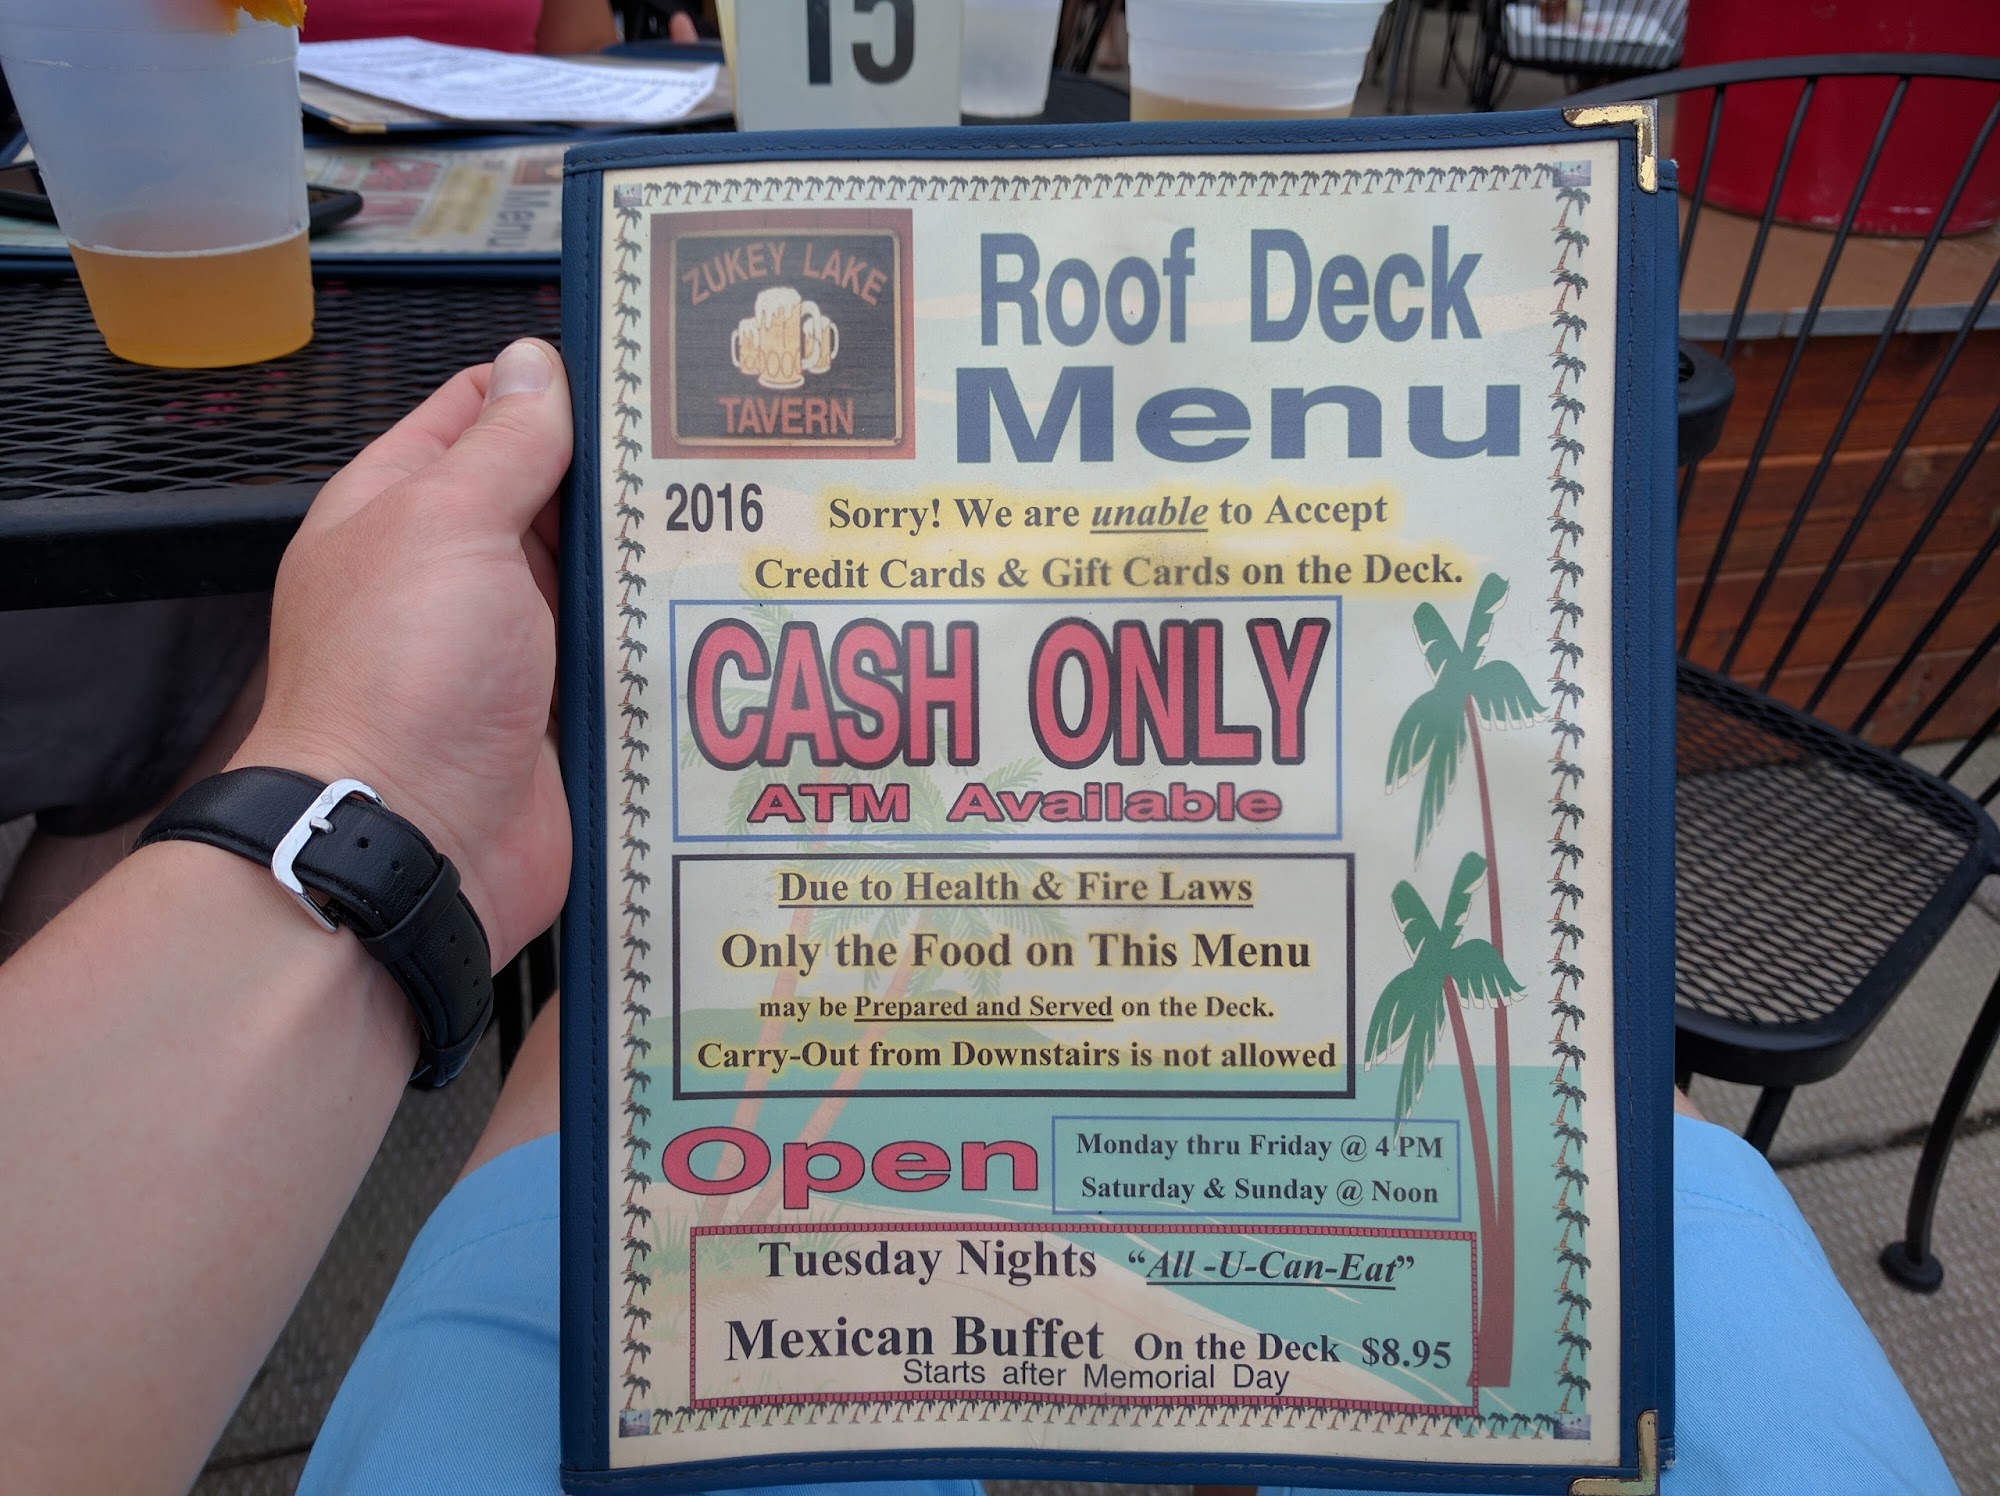 15
ZUKEY LAKE
TAVERN
Roof Deck
Menu
2016
Sorry! We are unable to Accept
Credit Cards & Gift Cards on the Deck.
CASH ONLY
ATM Available
Due to Health & Fire Laws
Only the Food on This Menu
may be Prepared and Served on the Deck.
Carry-Out from Downstairs is not allowed
Open
Monday thru Friday @ 4 PM
Saturday & Sunday @ Noon
Tuesday Nights “All -U-Can-Eat”
Mexican Buffet On the Deck $8.95
Starts after Memorial Day
Menu